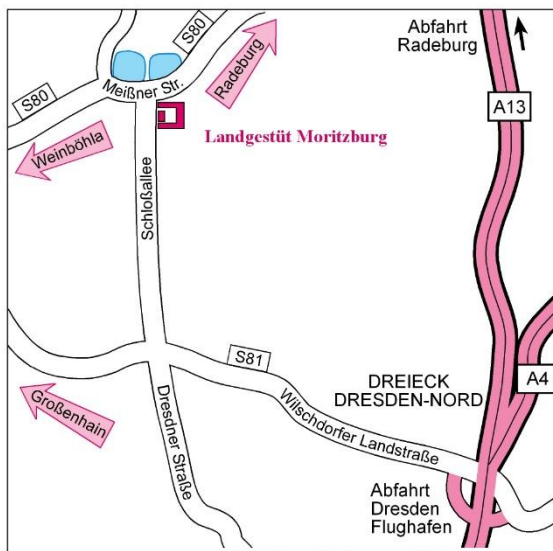 S80
S80
Abfahrt
Radeburg
Meißner Str.
Radeburg
A13
Landgestüt Moritzburg
Weinböhla
Schloßallee
S81
DREIECK
DRESDEN-NORD
A4
Großenhain
Dresdner Straße
Wilschdorfer Landstraße
Abfahrt
Dresden
Flughafen